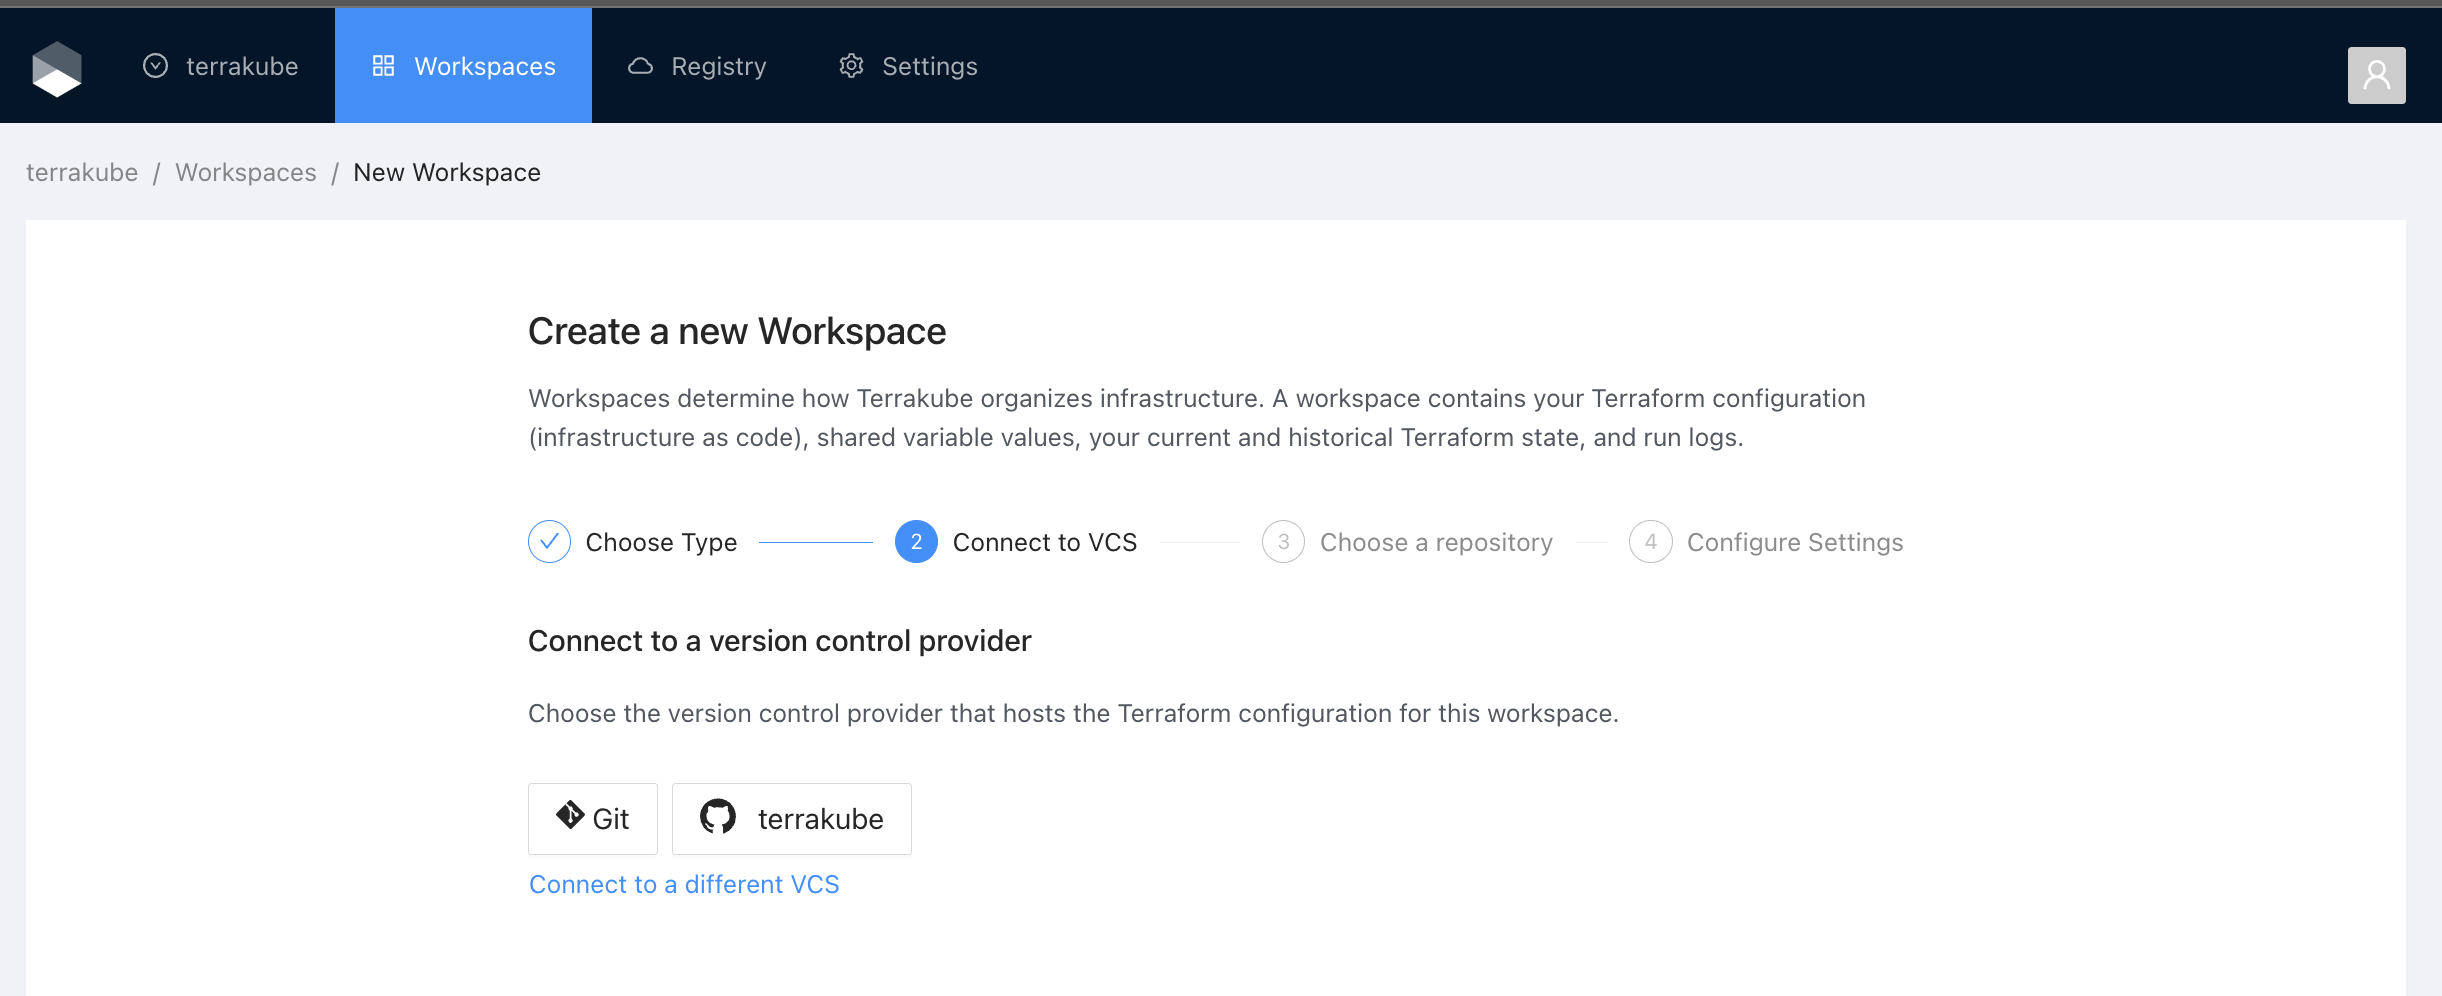 terrakube Workspaces Registry Settings
terrakube / Workspaces / New Workspace
Create a new Workspace
Workspaces determine how Terrakube organizes infrastructure. A workspace contains your Terraform configuration
(infrastructure as code), shared variable values, your current and historical Terraform state, and run logs.
Choose Type 2 Connect to VCS 3 Choose a repository 4 Configure Settings
Connect to a version control provider
Choose the version control provider that hosts the Terraform configuration for this workspace.
Git terrakube
Connect to a different VCS